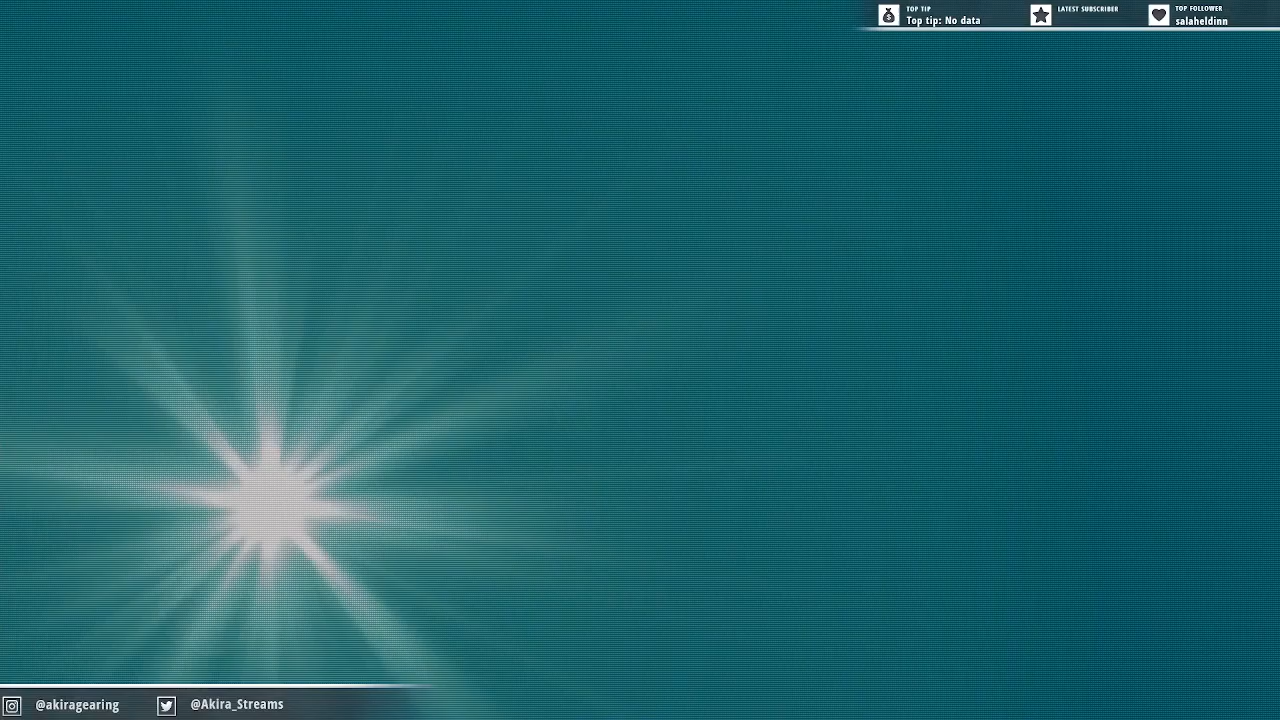 TOP TIP
Top tip: No data
LATEST SUBSCRIBER
TOP FOLLOWER
salaheldinn
@akiragearing
@Akira_Streams